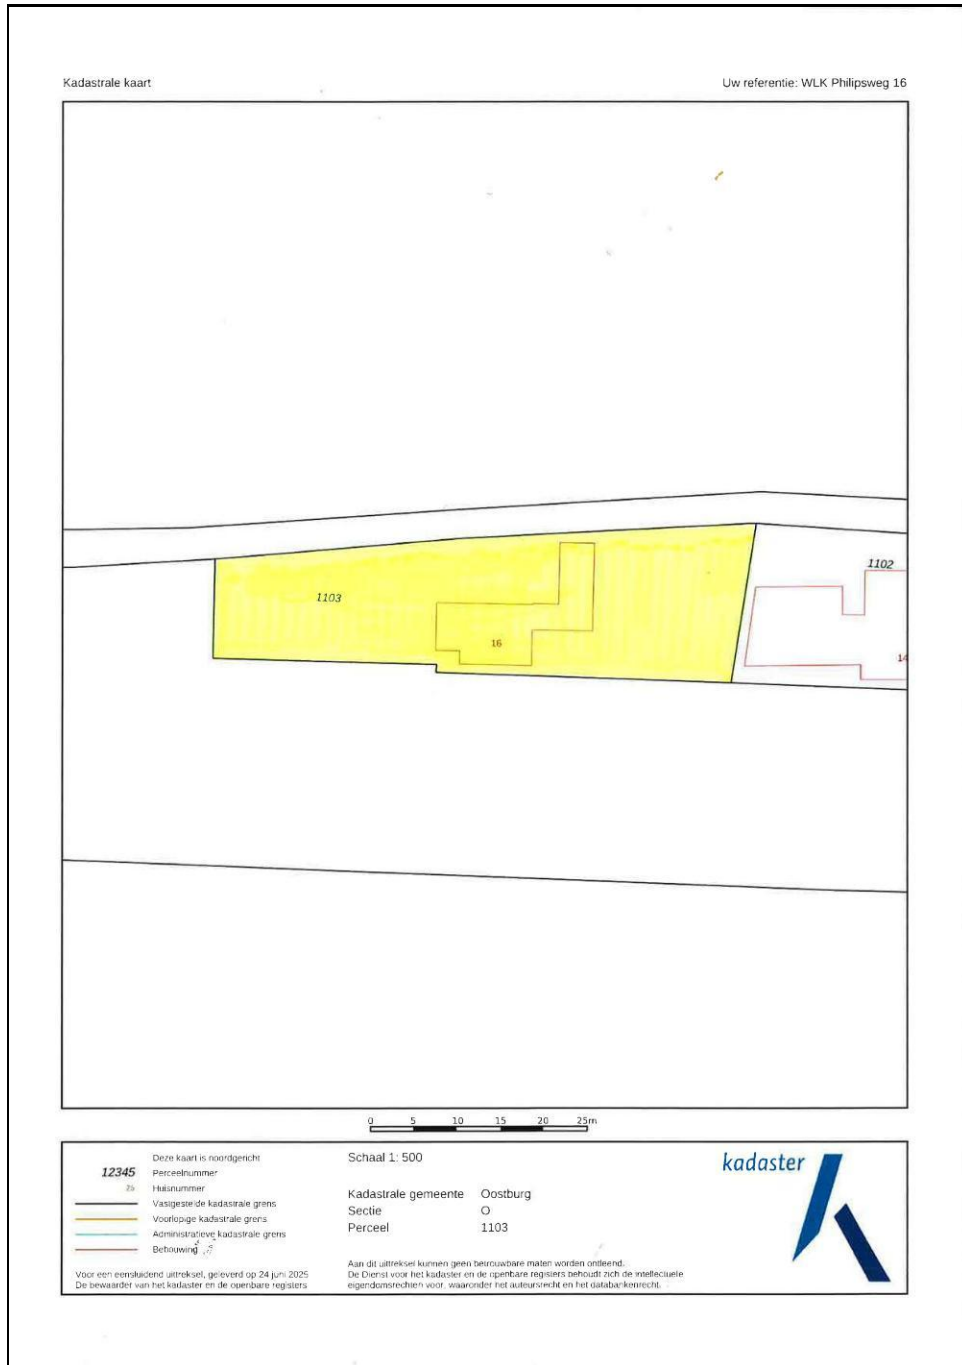 Kadastrale kaart
Uw referentie: WLK Philipsweg 16
1102
1103
16
14
0 5 10 15 20 25m
Deze kaart is noordgericht
12345 Perceelnummer
25 Huisnummer
Vastgestelde kadastrale grens
Voorlopige kadastrale grens
Administratieve kadastrale grens
Bebouwing
Voor een eensluidend uittreksel, geleverd op 24 juni 2025
De bewaarder van het kadaster en de openbare registers
Schaal 1: 500
Kadastrale gemeente Oostburg
Sectie O
Perceel 1103
Aan dit uittreksel kunnen geen betrouwbare maten worden ontleend.
De Dienst voor het kadaster en de openbare registers behoudt zich de intellectuele
eigendomsrechten voor, waaronder het auteursrecht en het databankenrecht.
kadaster